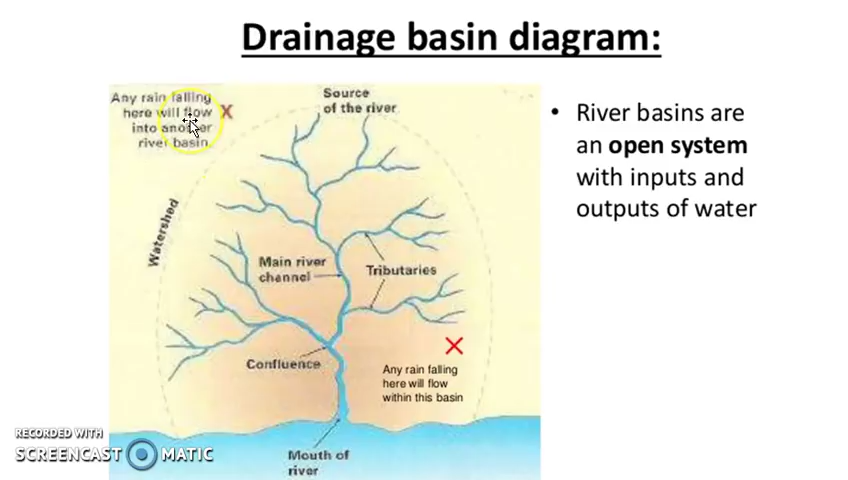 Drainage basin diagram:
Any rain falling
here will flow
into another
river basin.
X
Source
of the river
Watershed
Main river
channel
Tributaries
Confluence
Any rain falling
here will flow
within this basin
Mouth of
river
• River basins are
an open system
with inputs and
outputs of water
RECORDED WITH
SCREENCAST MATIC